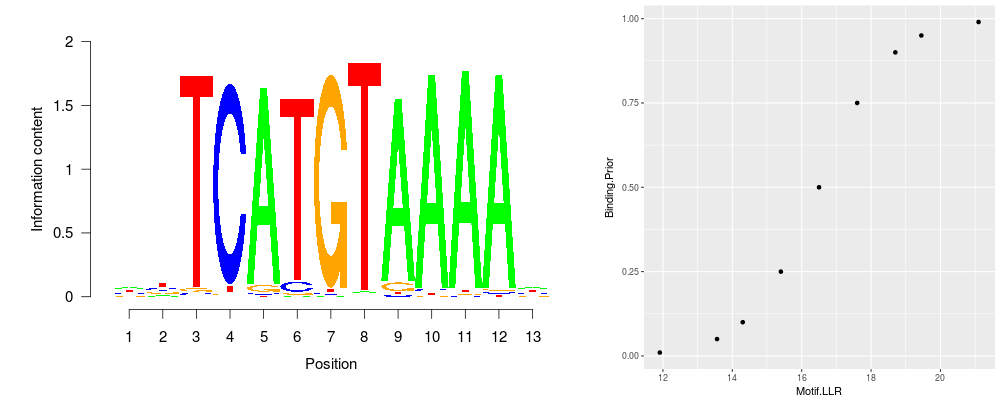 2
1.5
1
0.5
0
Information content
TCATGTAAAA
1 2 3 4 5 6 7 8 9 10 11 12 13
Position
1.00
0.75
0.50
0.25
0.00
Binding.Prior
12 14 16 18 20
Motif.LLR